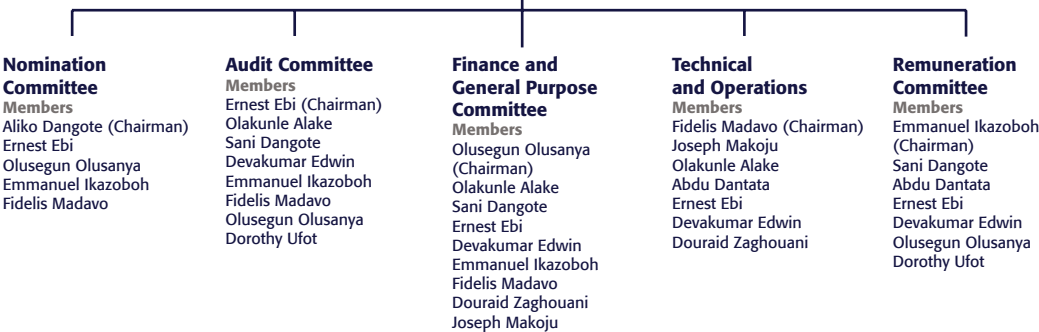 Nomination
Committee
Members
Aliko Dangote (Chairman)
Ernest Ebi
Olusegun Olusanya
Emmanuel Ikazoboh
Fidelis Madavo
Audit Committee
Members
Ernest Ebi (Chairman)
Olakunle Alake
Sani Dangote
Devakumar Edwin
Emmanuel Ikazoboh
Fidelis Madavo
Olusegun Olusanya
Dorothy Ufot
Finance and
General Purpose
Committee
Members
Olusegun Olusanya
(Chairman)
Olakunle Alake
Sani Dangote
Ernest Ebi
Devakumar Edwin
Emmanuel Ikazoboh
Fidelis Madavo
Douraid Zaghouani
Joseph Makoju
Technical
and Operations
Members
Fidelis Madavo (Chairman)
Joseph Makoju
Olakunle Alake
Abdu Dantata
Ernest Ebi
Devakumar Edwin
Douraid Zaghouani
Remuneration
Committee
Members
Emmanuel Ikazoboh
(Chairman)
Sani Dangote
Abdu Dantata
Ernest Ebi
Devakumar Edwin
Olusegun Olusanya
Dorothy Ufot